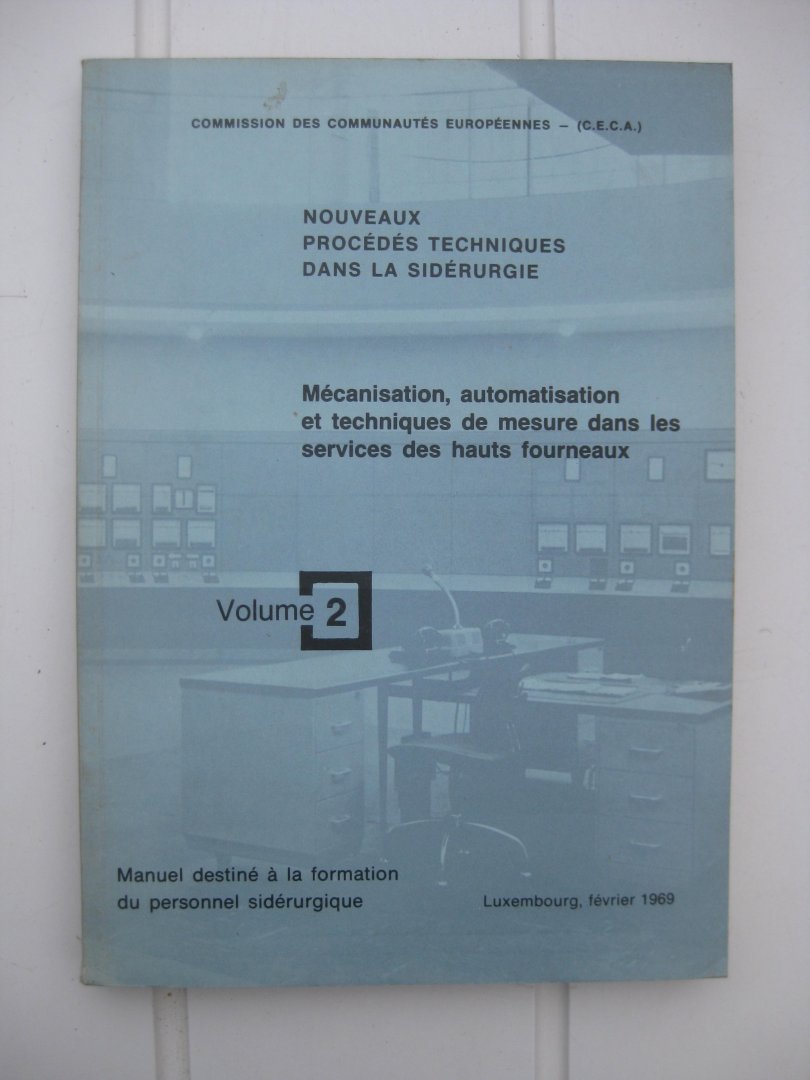 COMMISSION DES COMMUNAUTÉS EUROPÉENNES – (C.E.C.A.)
NOUVEAUX
PROCÉDÉS TECHNIQUES
DANS LA SIDÉRURGIE
Mécanisation, automatisation
et techniques de mesure dans les
services des hauts fourneaux
Volume 2
Manuel destiné à la formation
du personnel sidérurgique
Luxembourg, février 1969